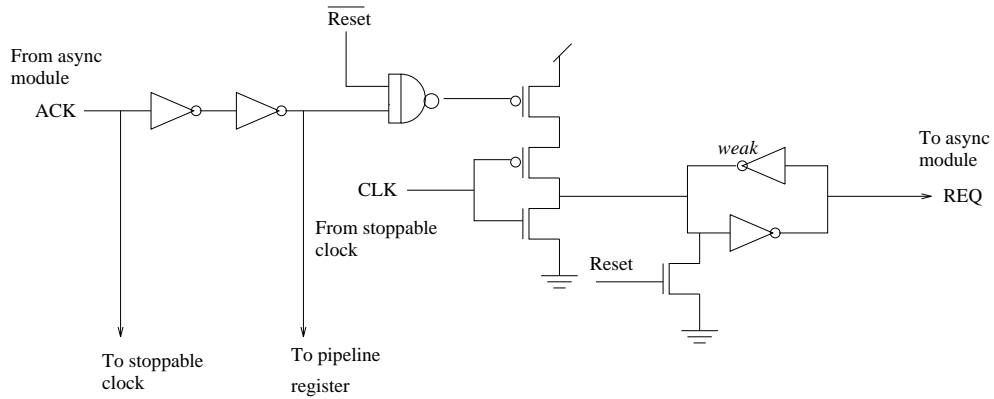 Reset
From async
module
ACK
weak
To async
module
CLK
REQ
From stoppable
clock
Reset
To stoppable
clock
To pipeline
register